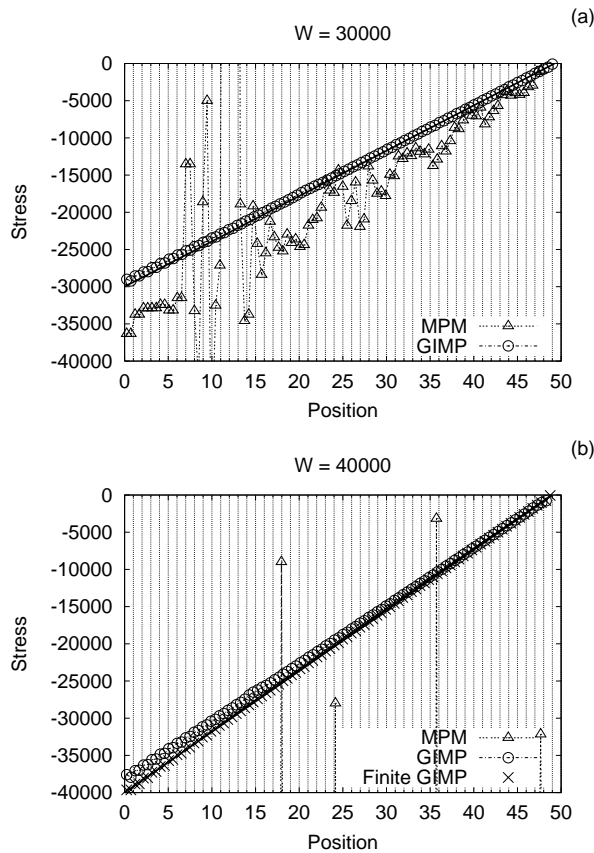 (a)
W = 30000
0
-5000
-10000
-15000
-20000
-25000
-30000
-35000
-40000
Stress
MPM
GIMP
0 5 10 15 20 25 30 35 40 45 50
Position
(b)
W = 40000
0
-5000
-10000
-15000
-20000
-25000
-30000
-35000
-40000
Stress
MPM
GIMP
Finite GIMP
0 5 10 15 20 25 30 35 40 45 50
Position